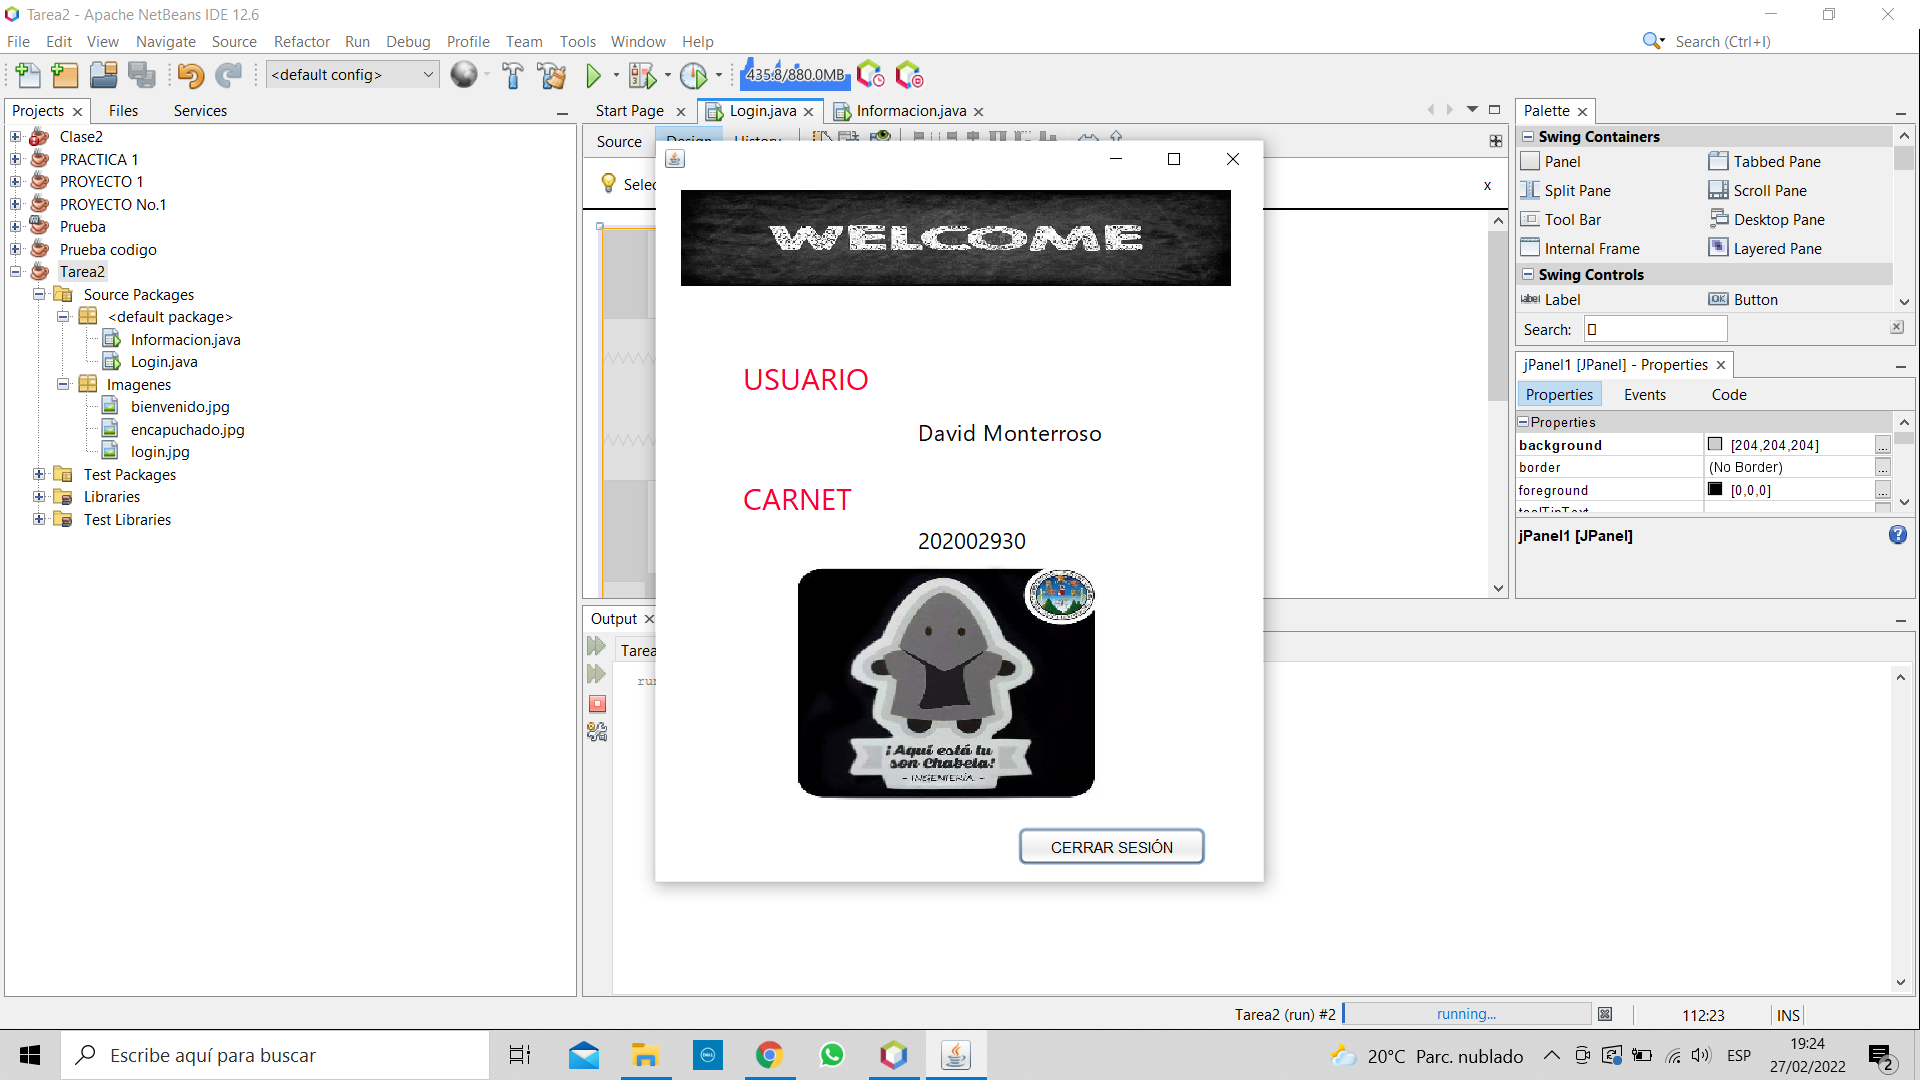 Tarea2 - Apache NetBeans IDE 12.6
File Edit View Navigate Source Refactor Run Debug Profile Team Tools Window Help
Search (Ctrl+I)
<default config>
435.8/880.0MB
Projects Files Services
Clase2
PRACTICA 1
PROYECTO 1
PROYECTO No.1
Prueba
Prueba codigo
Tarea2
Source Packages
<default package>
Informacion.java
Login.java
Imagenes
bienvenido.jpg
encapuchado.jpg
login.jpg
Test Packages
Libraries
Test Libraries
Start Page Login.java Informacion.java
Source Design History
WELCOME
USUARIO
David Monterroso
CARNET
202002930
¡Aquí está tu
son Chabela!
- INGENIERÍA -
CERRAR SESIÓN
Output
Palette
Swing Containers
Panel Tabbed Pane
Split Pane Scroll Pane
Tool Bar Desktop Pane
Internal Frame Layered Pane
Swing Controls
Label Button
Search:
jPanel1 [JPanel] - Properties
Properties Events Code
Properties
background [204,204,204]
border (No Border)
foreground [0,0,0]
jPanel1 [JPanel]
Tarea2 (run) #2 running... 112:23 INS
Escribe aquí para buscar
20°C Parc. nublado ESP
19:24
27/02/2022
2